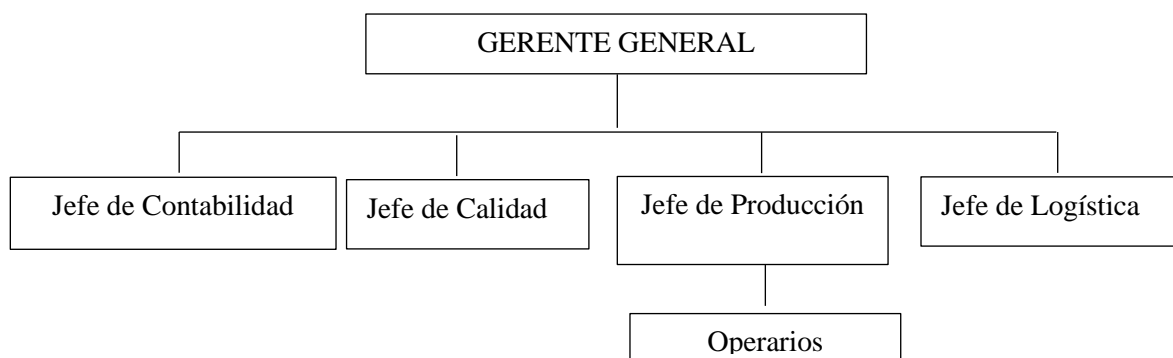 GERENTE GENERAL
Jefe de Contabilidad
Jefe de Calidad
Jefe de Producción
Jefe de Logística
Operarios